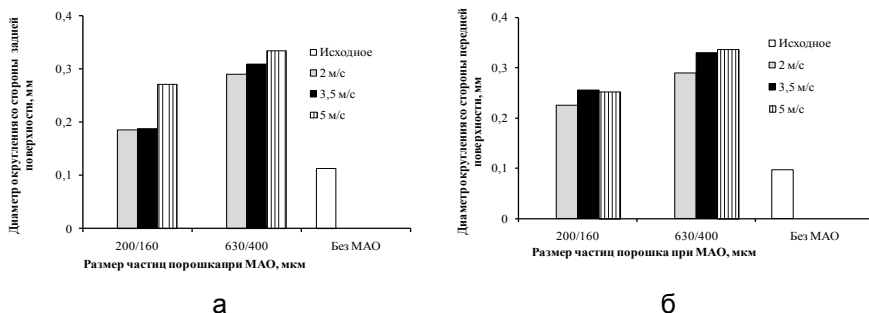 Диаметр округления со стороны задней
поверхности, мм
0,4
0,3
0,2
0,1
0
200/160
630/400
Без МАО
Размер частиц порошкапри МАО, мкм
Исходное
2 м/с
3,5 м/с
5 м/с
а
Диаметр округления со стороны передней
поверхности, мм
0,4
0,3
0,2
0,1
0
200/160
630/400
Без МАО
Размер частиц порошка при МАО, мкм
Исходное
2 м/с
3,5 м/с
5 м/с
б